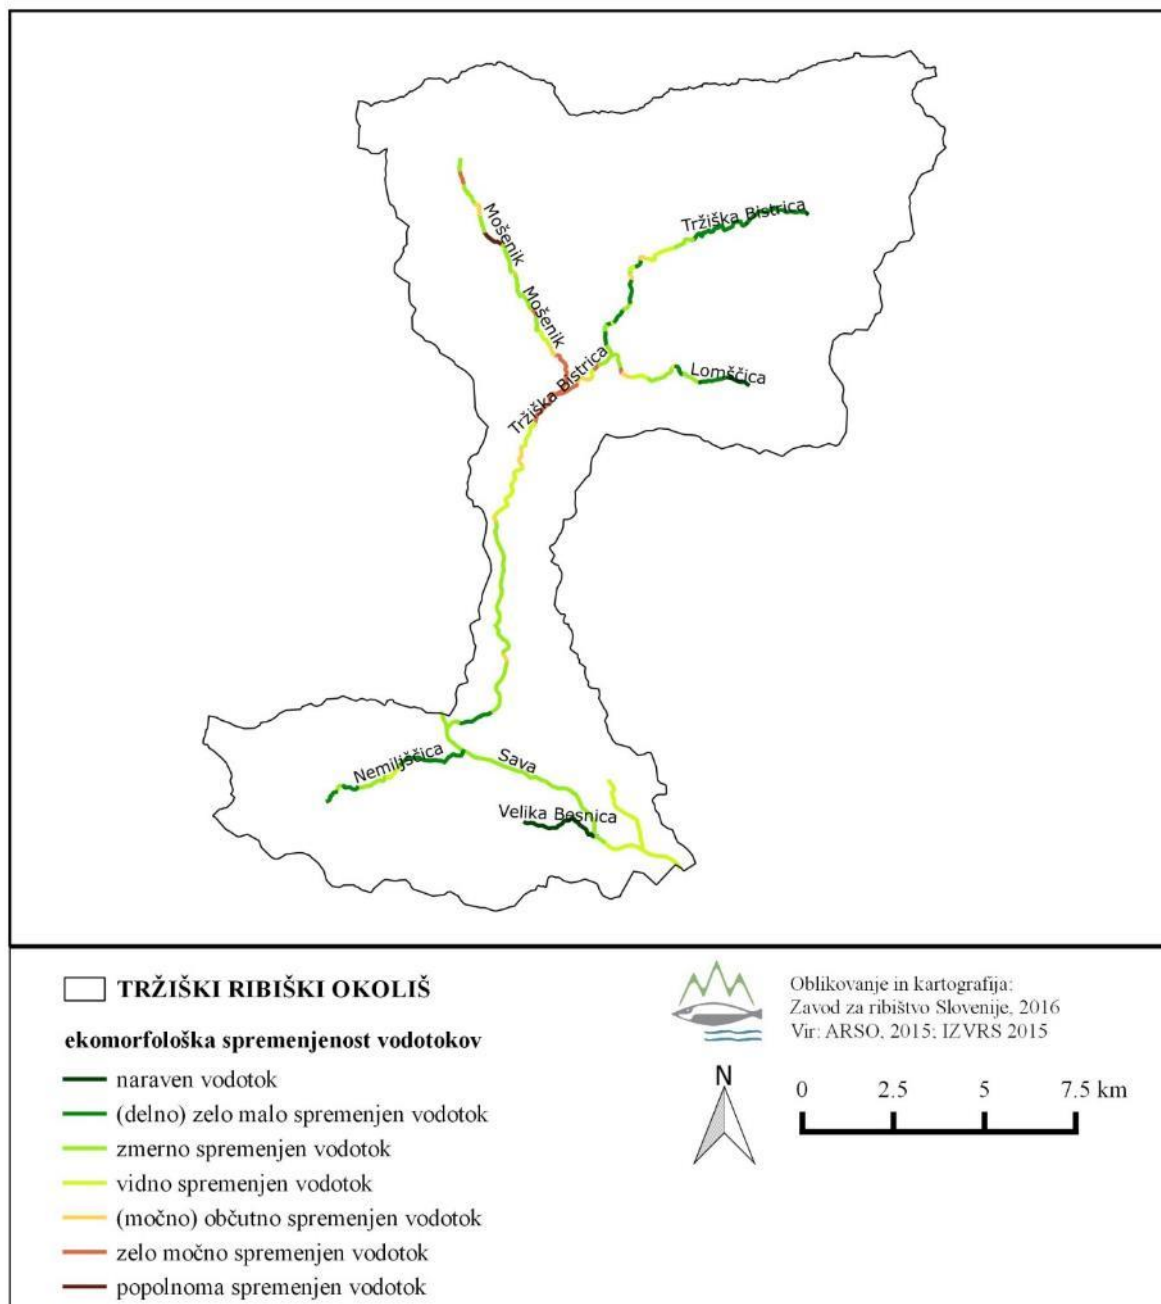 Mošenik
Tržiška Bistrica
Mošenik
Tržiška Bistrica
Lomščica
Nemiljščica
Sava
Velika Besnica
TRŽIŠKI RIBIŠKI OKOLIŠ
ekomorfološka spremenjenost vodotokov
naraven vodotok
(delno) zelo malo spremenjen vodotok
zmerno spremenjen vodotok
vidno spremenjen vodotok
(močno) občutno spremenjen vodotok
zelo močno spremenjen vodotok
popolnoma spremenjen vodotok
Oblikovanje in kartografija:
Zavod za ribištvo Slovenije, 2016
Vir: ARSO, 2015; IZVRS 2015
N
0 2.5 5 7.5 km